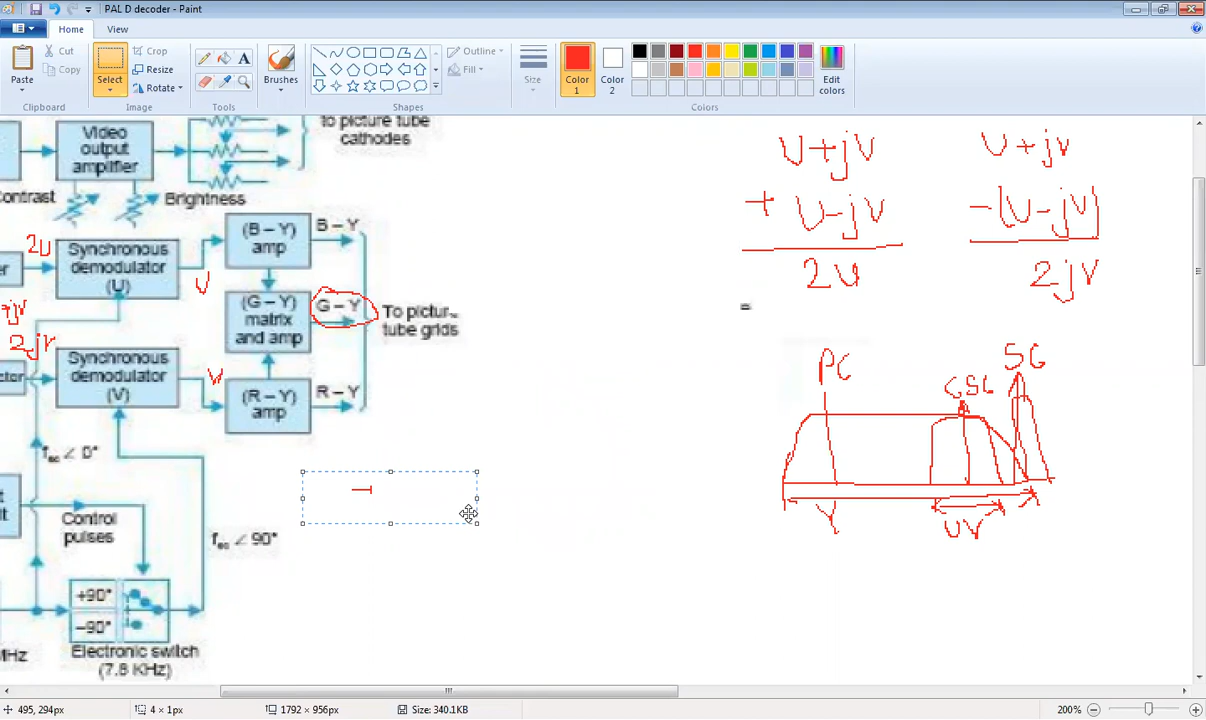 PAL D decoder - Paint
Home View
Paste
Cut
Copy
Clipboard
Select
Crop
Resize
Rotate
Image
A
Tools
Brushes
Shapes
Outline
Fill
Size
Color 1
Color 2
Edit colors
Colors
to picture tube
cathodes
Video
output
amplifier
Contrast
Brightness
2U
Synchronous
demodulator
(U)
U
(B – Y)
amp
B – Y
(G – Y)
matrix
and amp
G – Y
To pictur
tube grids
jv
2jv
Synchronous
demodulator
(V)
V
(R – Y)
amp
R – Y
fsc ∠ 0°
Control
pulses
fsc ∠ 90°
+90°
–90°
MHz
Electronic switch
(7.8 KHz)
U+jv
+ U-jv
2U
U+jv
-(U-jv)
2jv
=
PC
CSC
SC
Y
UV
495, 294px
4 × 1px
1792 × 956px
Size: 340.1KB
200%